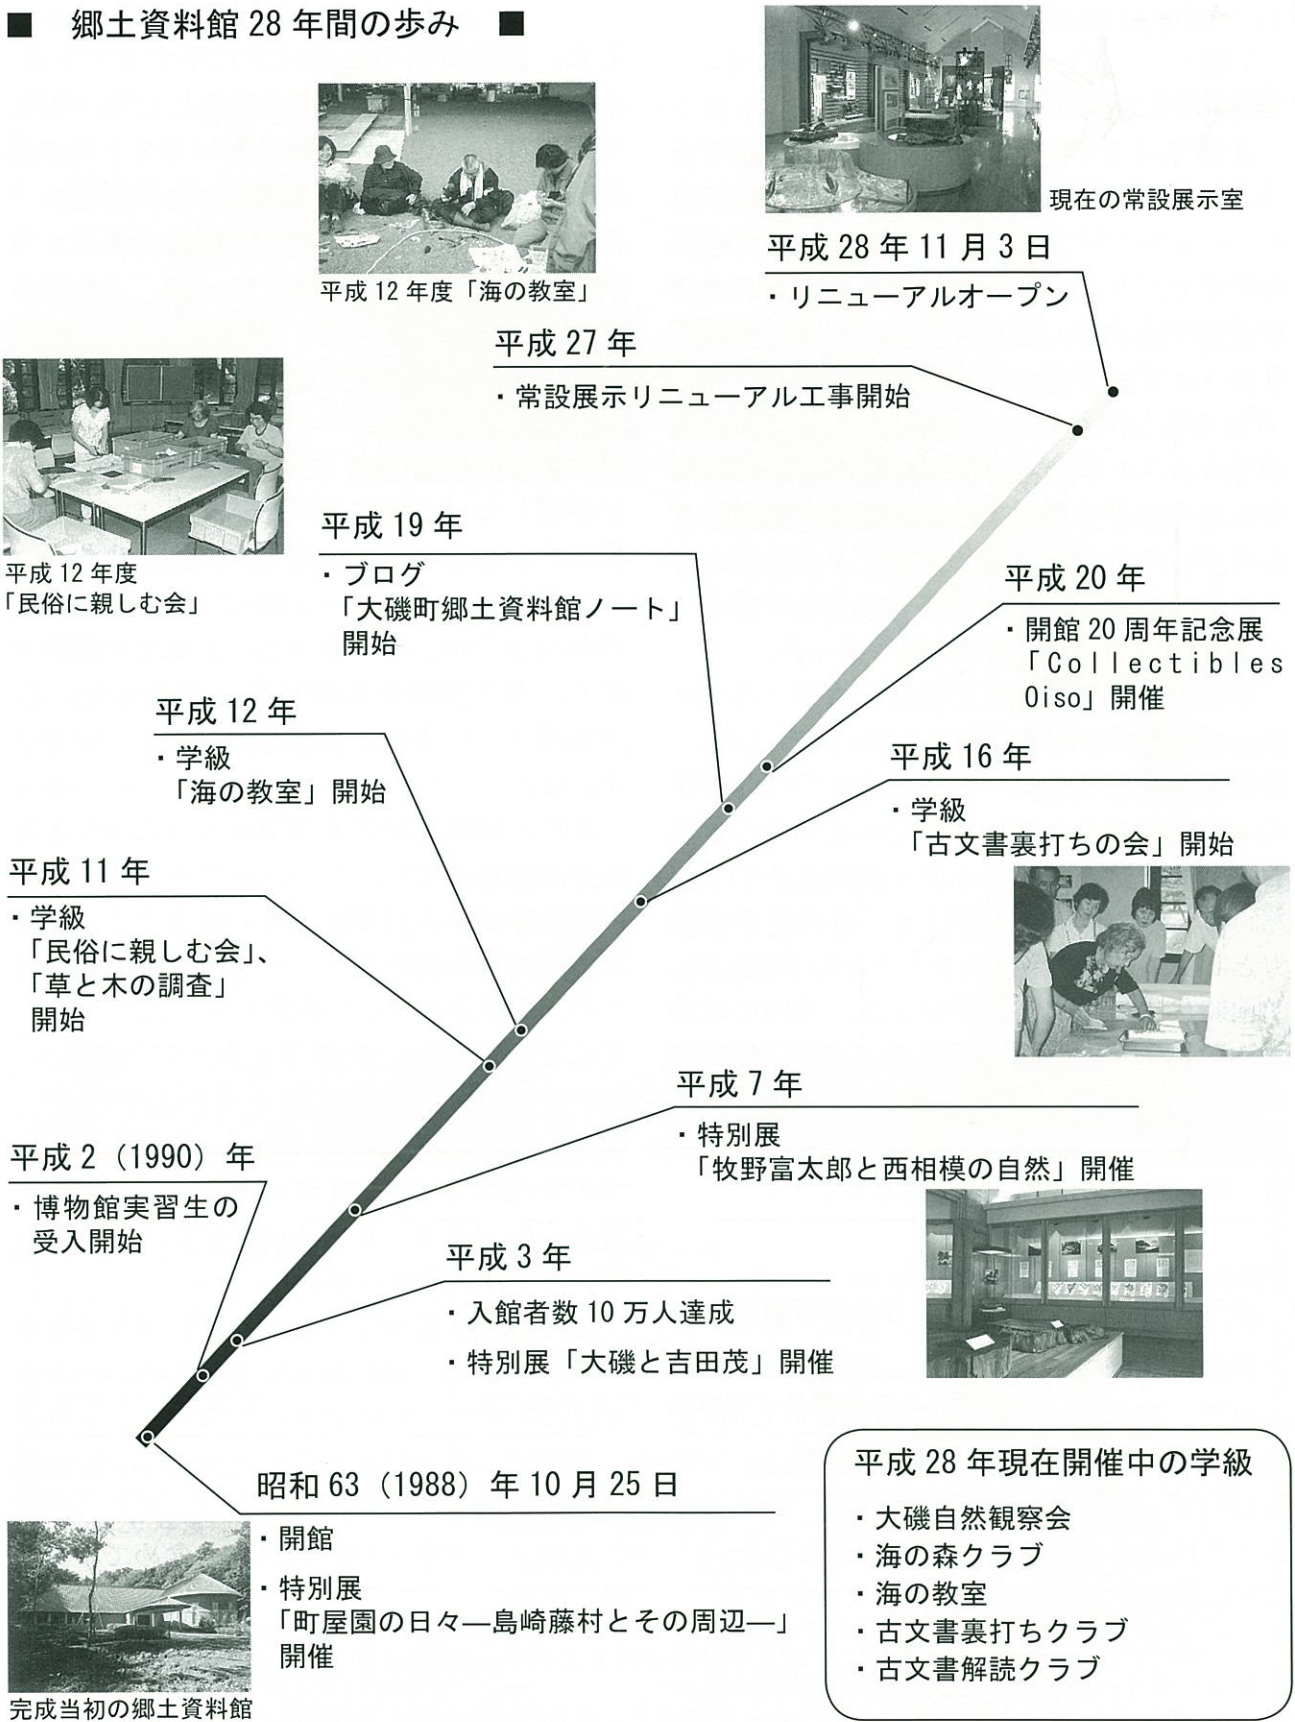 ■ 郷土資料館 28 年間の歩み ■
現在の常設展示室
平成 28 年 11 月 3 日
・リニューアルオープン
平成 12 年度「海の教室」
平成 27 年
・常設展示リニューアル工事開始
平成 12 年度
「民俗に親しむ会」
平成 19 年
・ブログ
「大磯町郷土資料館ノート」
開始
平成 20 年
・開館 20 周年記念展
「Collectibles
Oiso」開催
平成 12 年
・学級
「海の教室」開始
平成 16 年
・学級
「古文書裏打ちの会」開始
平成 11 年
・学級
「民俗に親しむ会」、
「草と木の調査」
開始
平成 7 年
・特別展
「牧野富太郎と西相模の自然」開催
平成 2（1990）年
・博物館実習生の
受入開始
平成 3 年
・入館者数 10 万人達成
・特別展「大磯と吉田茂」開催
昭和 63（1988）年 10 月 25 日
・開館
・特別展
「町屋園の日々―島崎藤村とその周辺―」
開催
完成当初の郷土資料館
平成 28 年現在開催中の学級
・大磯自然観察会
・海の森クラブ
・海の教室
・古文書裏打ちクラブ
・古文書解読クラブ